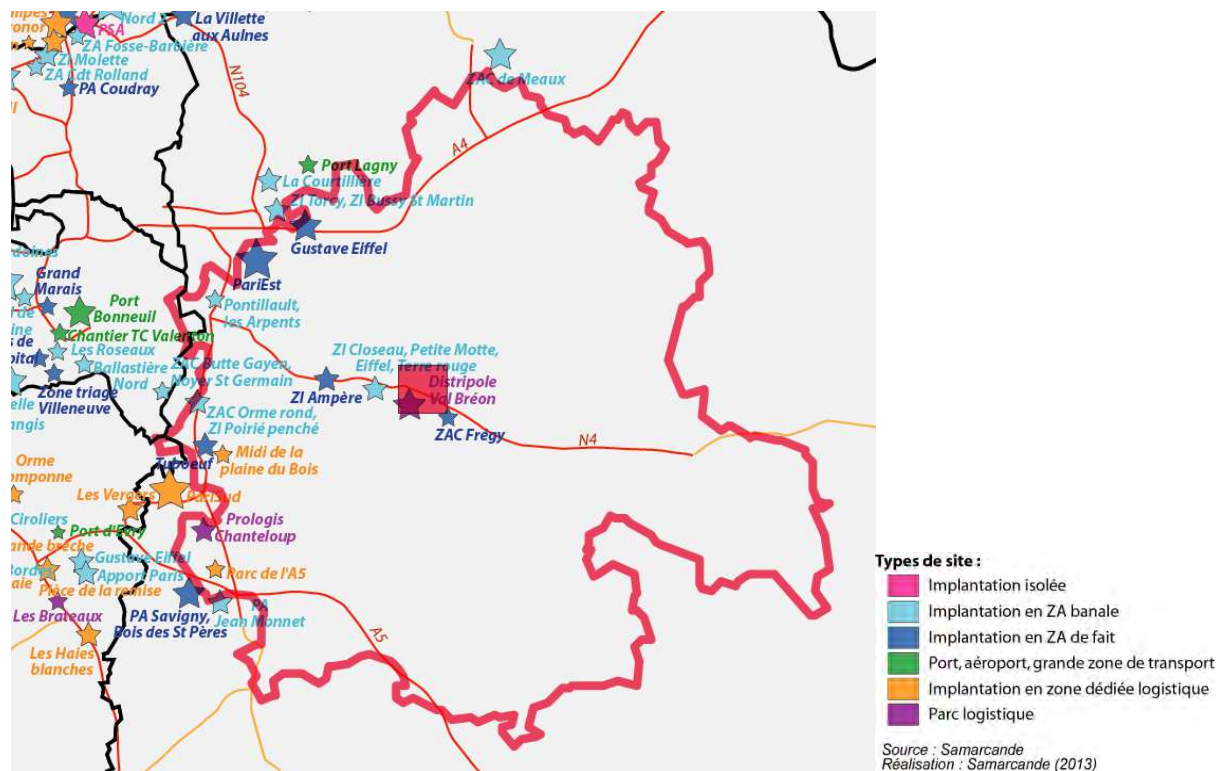 Nord 2
La Villette
aux Aulnes
PSA
ZA Fosse-Barbière
ZI Molette
ZA Cdt Rolland
PA Coudray
N104
ZAC de Meaux
A4
Port Lagny
La Courtillière
ZI Torcy, ZI Bussy St Martin
Gustave Eiffel
PariEst
Grand
Marais
Port
Bonneuil
Chantier TC Valenton
Pontillault,
les Arpents
Les Roseaux
Ballastière
Nord
Zone triage
Villeneuve
ZAC Butte Gayen,
Noyer St Germain
ZI Closeau, Petite Motte,
Eiffel, Terre rouge
ZI Ampère
Distripole
Val Bréon
ZAC Fregy
N4
ZAC Orme rond,
ZI Poirié penché
Tuboeuf
Midi de la
plaine du Bois
Orme
Les Vergers
PariSud
Ciroliers
Port d'Evry
Prologis
Chanteloup
Gustave Eiffel
Apport Paris
Pièce de la remise
Parc de l'A5
Les Brateaux
PA Savigny,
Bois des St Pères
PA
Jean Monnet
A5
Les Haies
blanches
Types de site :
Implantation isolée
Implantation en ZA banale
Implantation en ZA de fait
Port, aéroport, grande zone de transport
Implantation en zone dédiée logistique
Parc logistique
Source : Samarcande
Réalisation : Samarcande (2013)